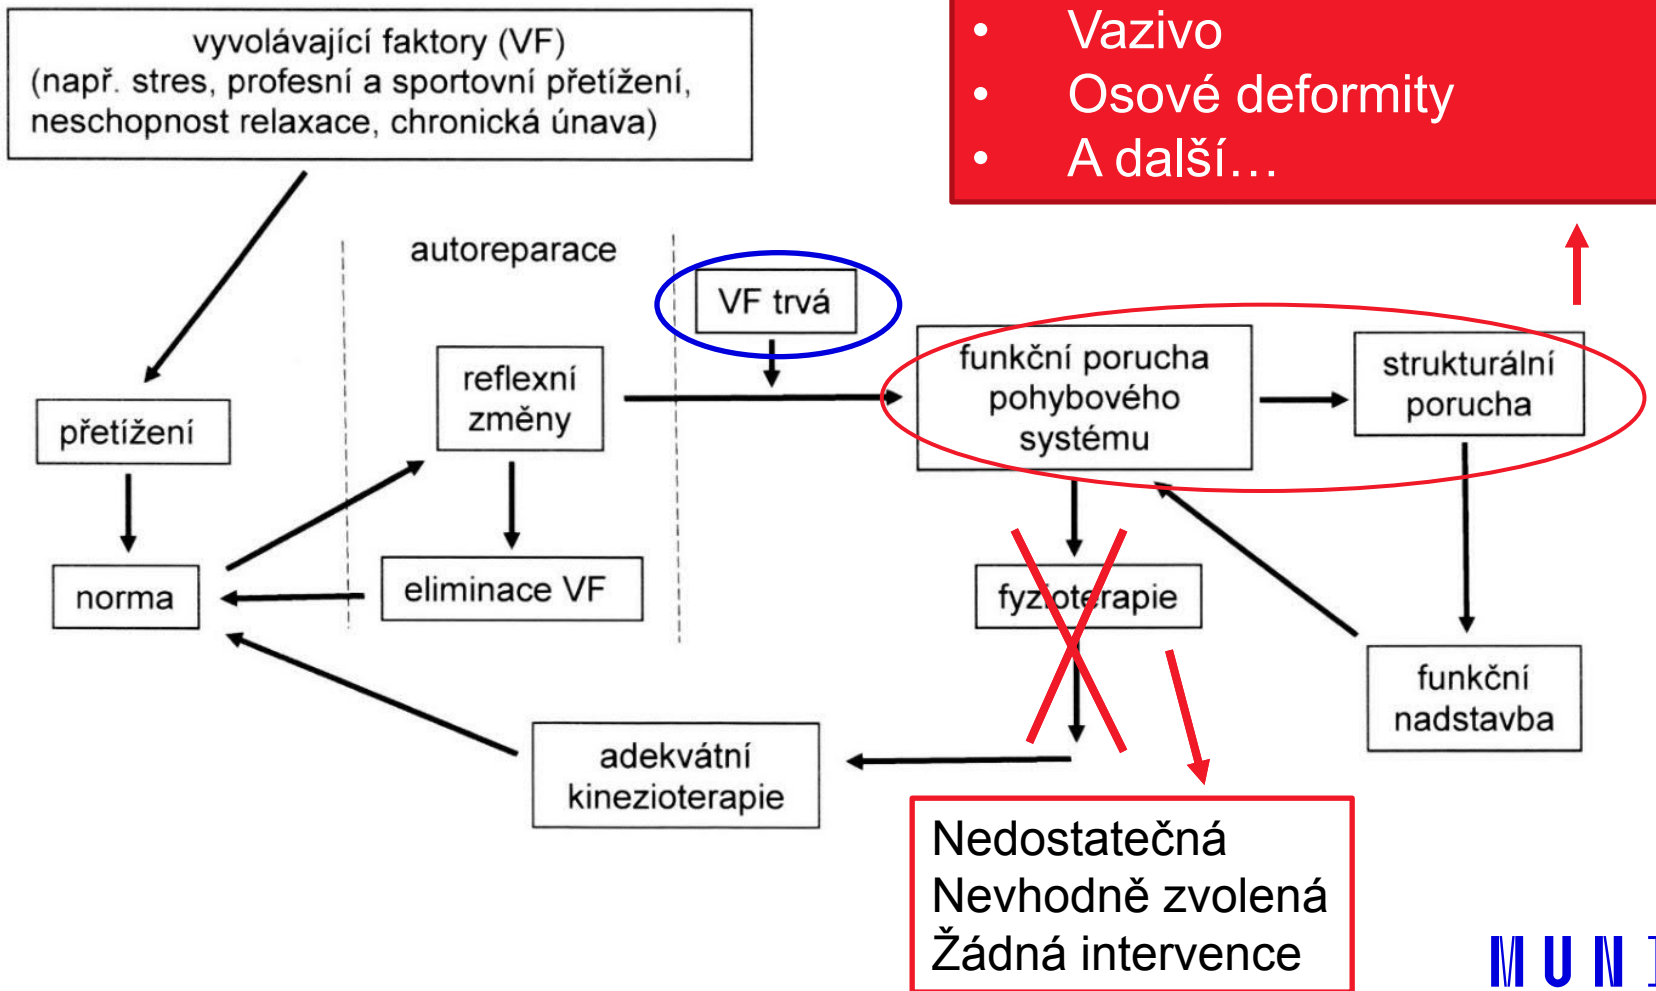 vyvolávající faktory (VF)
(např. stres, profesní a sportovní přetížení,
neschopnost relaxace, chronická únava)
• Vazivo
• Osové deformity
• A další…
autoreparace
VF trvá
reflexní
změny
funkční porucha
pohybového
systému
strukturální
porucha
přetížení
norma
eliminace VF
fyzioterapie
funkční
nadstavba
adekvátní
kinezioterapie
Nedostatečná
Nevhodně zvolená
Žádná intervence
MUNI